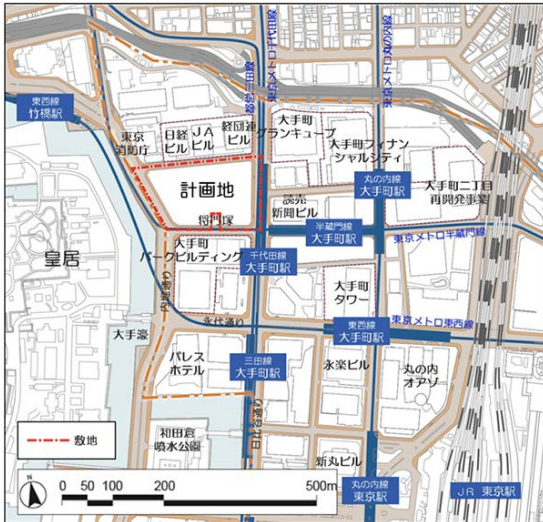 都営三田線
東京メトロ千代田線
東京メトロ丸の内線
東西線
竹橋駅
東京
消防庁
日経
ビル
JA
ビル
経団連
ビル
大手町
グランキューブ
大手町フィナン
シャルシティ
丸の内線
大手町駅
大手町二丁目
再開発事業
計画地
将門塚
読売
新聞ビル
半蔵門線
大手町駅
東京メトロ半蔵門線
皇居
大手町
パークビルディング
千代田線
大手町駅
内堀通り
大手町
タワー
大手濠
永代通り
東西線
大手町駅
東京メトロ東西線
パレス
ホテル
三田線
大手町駅
永楽ビル
丸の内
オアゾ
日比谷通り
敷地
和田倉
噴水公園
新丸ビル
丸の内線
東京駅
JR 東京駅
N
0 50 100 200 500m